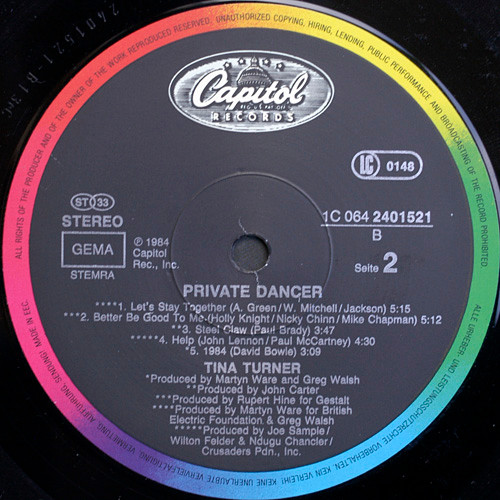 ALL RIGHTS OF THE PRODUCER AND OF THE OWNER OF THE WORK REPRODUCED RESERVED. UNAUTHORIZED COPYING, HIRING, LENDING, PUBLIC PERFORMANCE AND BROADCASTING OF THIS RECORD PROHIBITED
Capitol
RECORDS
LC 0148
ST 33
STEREO
1C 064 2401521
B
GEMA
STEMRA
℗ 1984
Capitol
Rec., Inc.
Seite 2
PRIVATE DANCER
****1. Let's Stay Together (A. Green/W. Mitchell/Jackson) 5:15
***2. Better Be Good To Me (Holly Knight/Nicky Chinn/Mike Chapman) 5:12
**3. Steel Claw (Paul Brady) 3:47
*****4. Help (John Lennon/Paul McCartney) 4:30
*5. 1984 (David Bowie) 3:09
TINA TURNER
*Produced by Martyn Ware and Greg Walsh
**Produced by John Carter
***Produced by Rupert Hine for Gestalt
****Produced by Martyn Ware for British
Electric Foundation & Greg Walsh
*****Produced by Joe Sample/
Wilton Felder & Ndugu Chancler/
Crusaders Pdn., Inc.
ALLE URHEBER- UND LEISTUNGSSCHUTZRECHTE VORBEHALTEN. KEIN VERLEIH! KEINE UNERLAUBTE VERVIELFÄLTIGUNG, VERMIETUNG, AUFFÜHRUNG, SENDUNG! MADE IN EEC.